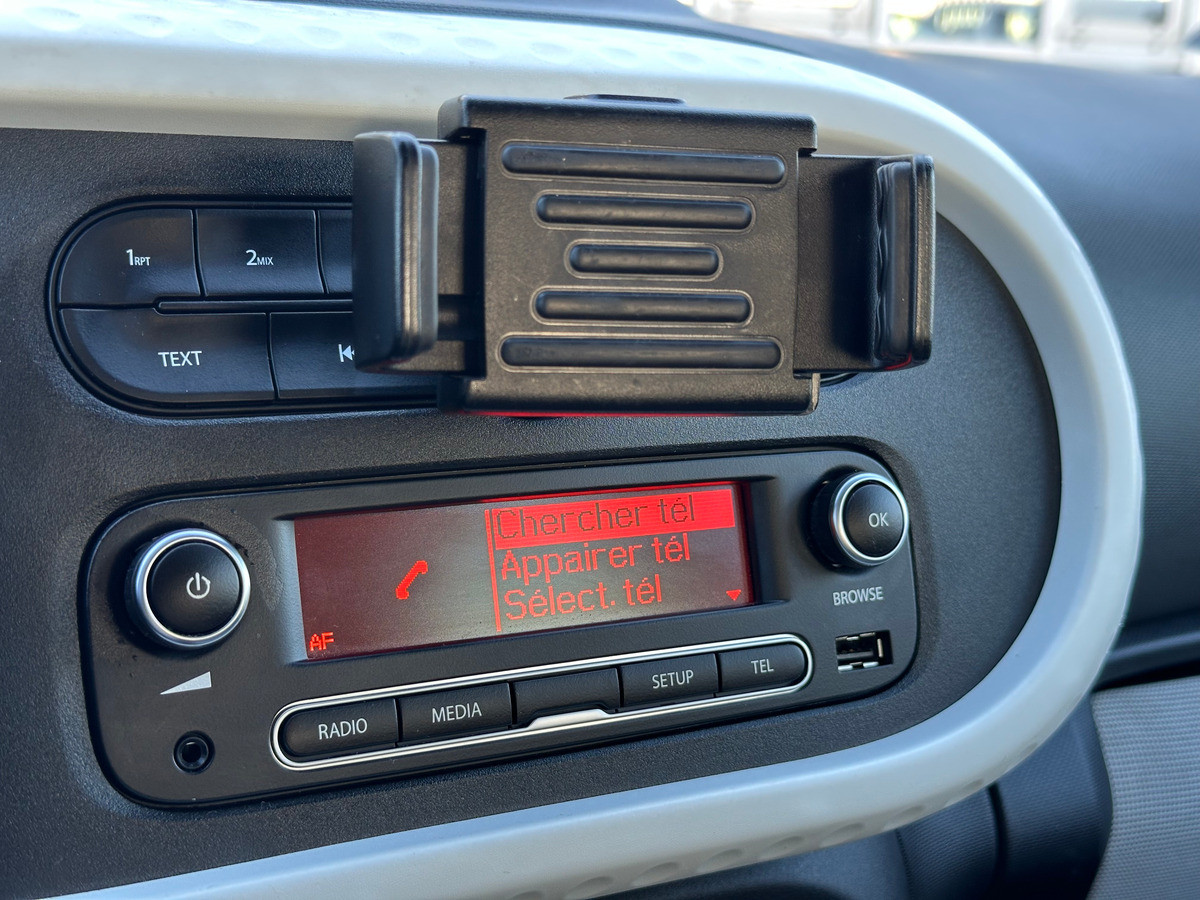 1RPT
2MIX
TEXT
Chercher tél
Appairer tél
Sélect. tél
AF
OK
BROWSE
RADIO
MEDIA
SETUP
TEL